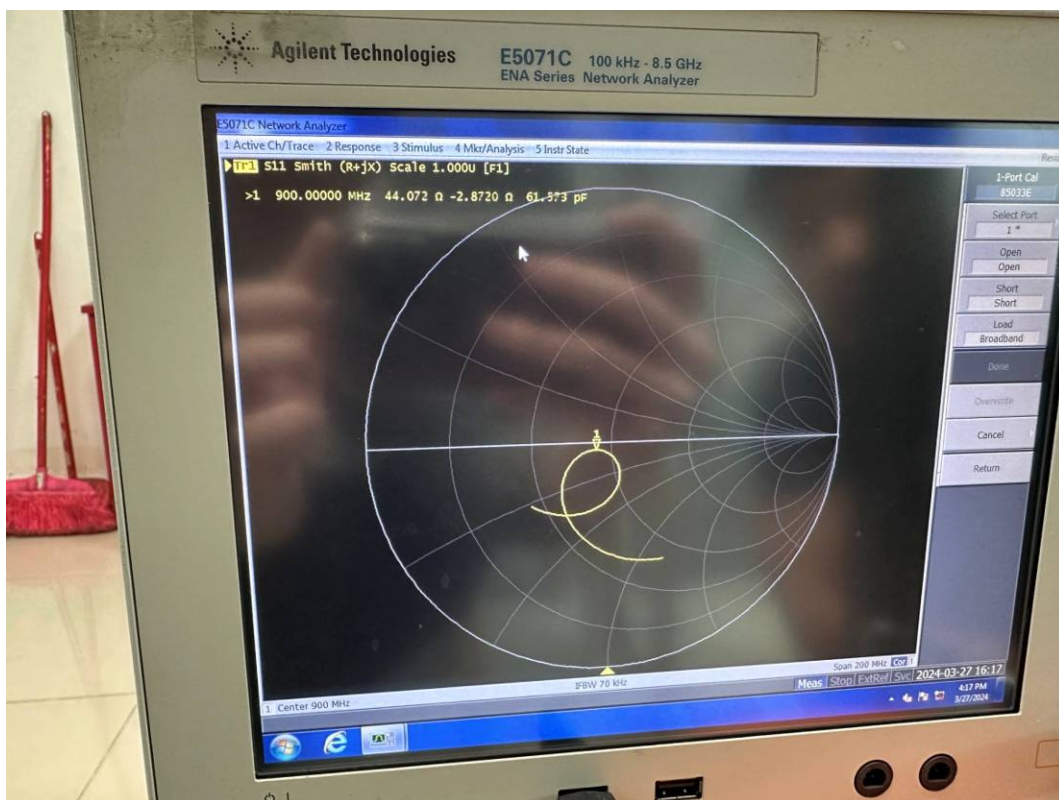 Agilent Technologies
E5071C 100 kHz - 8.5 GHz
ENA Series Network Analyzer
E5071C Network Analyzer
1 Active Ch/Trace 2 Response 3 Stimulus 4 Mkr/Analysis 5 Instr State
Tr1 S11 Smith (R+jX) Scale 1.000U [F1]
>1 900.00000 MHz 44.072 Ω -2.8720 Ω 61.573 pF
1
1-Port Cal
85033E
Select Port
1 *
Open
Open
Short
Short
Load
Broadband
Done
Overwrite
Cancel
Return
1 Center 900 MHz
IFBW 70 kHz
Span 200 MHz Cor
Meas Stop ExtRef Svc 2024-03-27 16:17
4:17 PM
3/27/2024